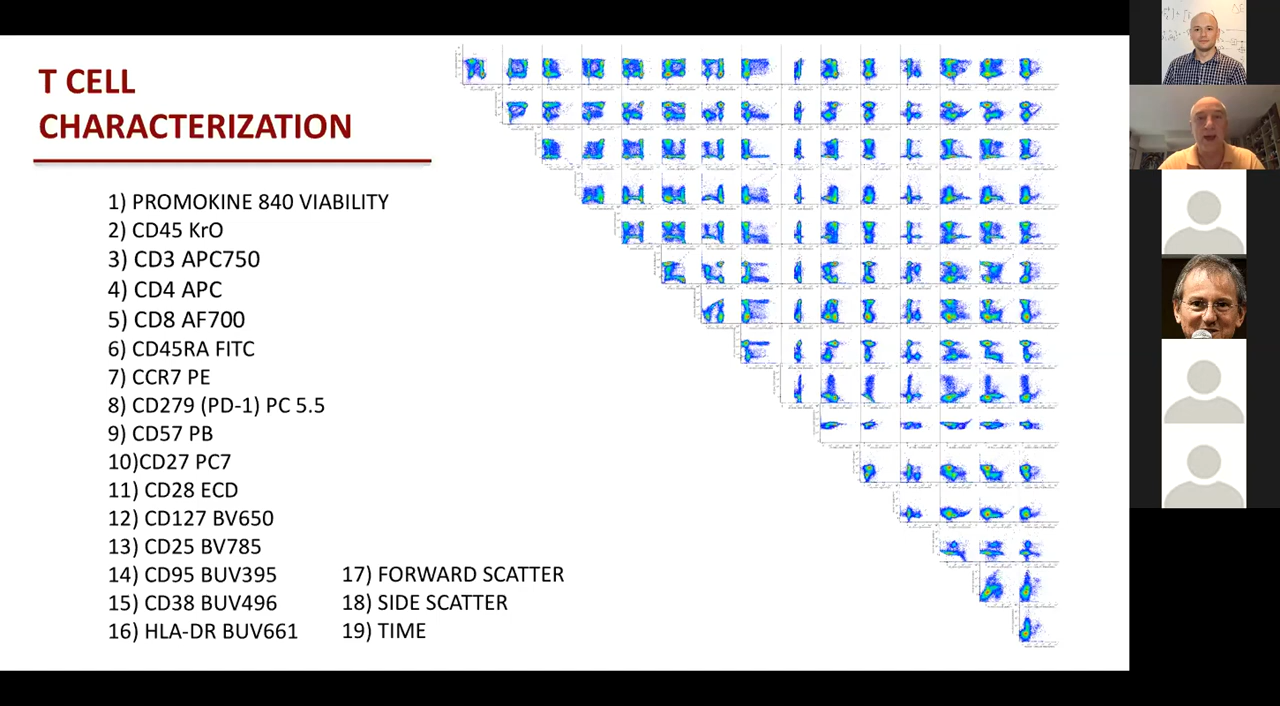 T CELL
CHARACTERIZATION
1) PROMOKINE 840 VIABILITY
2) CD45 KrO
3) CD3 APC750
4) CD4 APC
5) CD8 AF700
6) CD45RA FITC
7) CCR7 PE
8) CD279 (PD-1) PC 5.5
9) CD57 PB
10)CD27 PC7
11) CD28 ECD
12) CD127 BV650
13) CD25 BV785
14) CD95 BUV395
15) CD38 BUV496
16) HLA-DR BUV661
17) FORWARD SCATTER
18) SIDE SCATTER
19) TIME